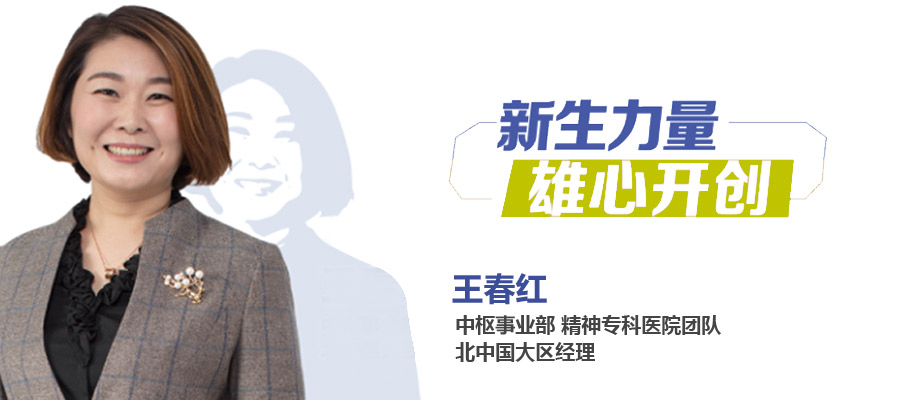 新生力量
雄心开创
王春红
中枢事业部 精神专科医院团队
北中国大区经理